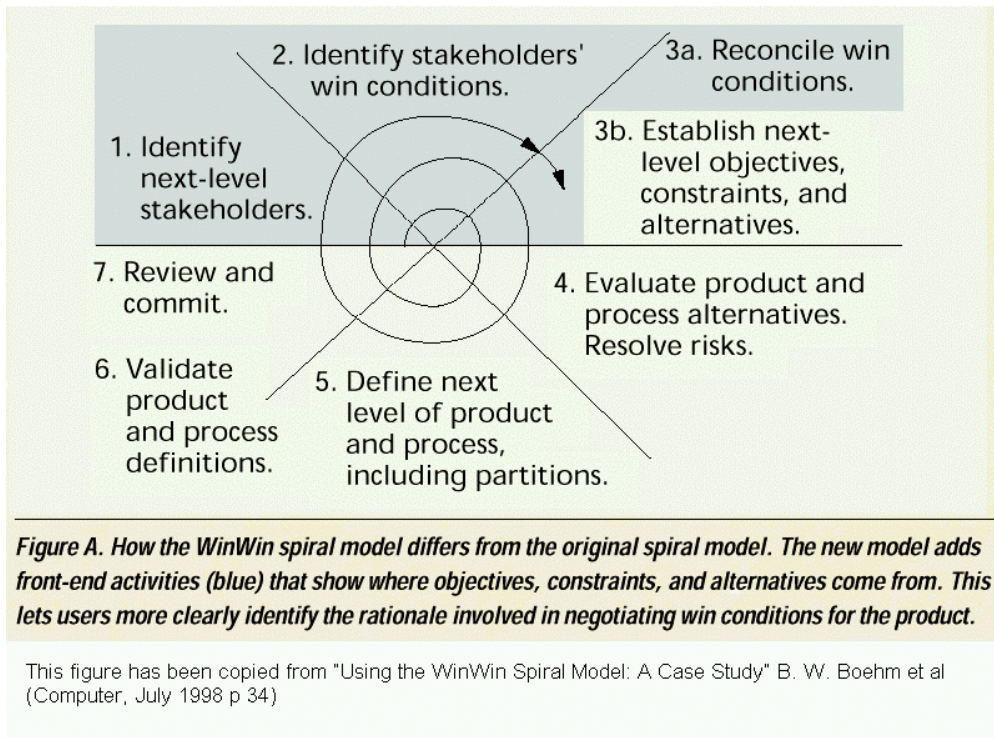 2. Identify stakeholders'
win conditions.
3a. Reconcile win
conditions.
1. Identify
next-level
stakeholders.
3b. Establish next-
level objectives,
constraints, and
alternatives.
7. Review and
commit.
4. Evaluate product and
process alternatives.
Resolve risks.
6. Validate
product
and process
definitions.
5. Define next
level of product
and process,
including partitions.
Figure A. How the WinWin spiral model differs from the original spiral model. The new model adds
front-end activities (blue) that show where objectives, constraints, and alternatives come from. This
lets users more clearly identify the rationale involved in negotiating win conditions for the product.
This figure has been copied from "Using the WinWin Spiral Model: A Case Study" B. W. Boehm et al
(Computer, July 1998 p 34)